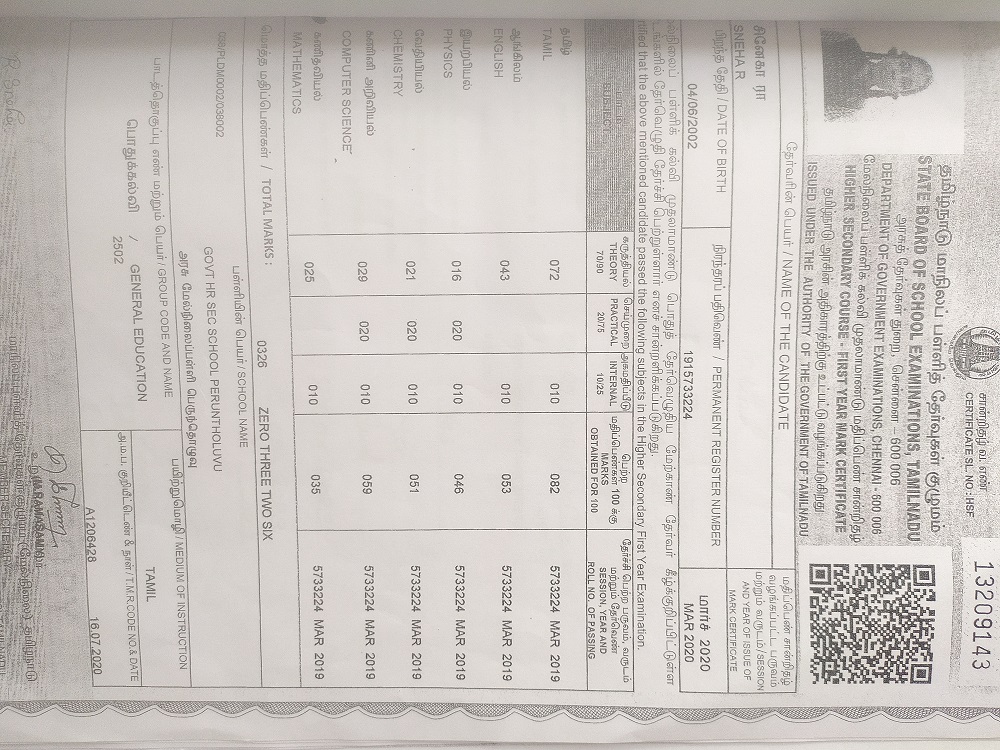 சான்றிதழ் வ. எண்
CERTIFICATE SL. NO : HSF
13209143
தமிழ்நாடு மாநிலப் பள்ளித் தேர்வுகள் குழுமம்
STATE BOARD OF SCHOOL EXAMINATIONS, TAMILNADU
அரசுத் தேர்வுகள் துறை, சென்னை – 600 006
DEPARTMENT OF GOVERNMENT EXAMINATIONS, CHENNAI - 600 006
மேல்நிலைப் பள்ளிக் கல்வி முதலாமாண்டு மதிப்பெண் சான்றிதழ்
HIGHER SECONDARY COURSE - FIRST YEAR MARK CERTIFICATE
தமிழ்நாடு அரசின் அதிகாரத்திற்கு உட்பட்டு வழங்கப்படுகிறது
ISSUED UNDER THE AUTHORITY OF THE GOVERNMENT OF TAMILNADU
தேர்வரின் பெயர் / NAME OF THE CANDIDATE
சினேகா ரா
SNEHA R
மதிப்பெண் சான்றிதழ்
வழங்கப்பட்ட பருவம்
மற்றும் வருடம்/SESSION
AND YEAR OF ISSUE OF
MARK CERTIFICATE
பிறந்த தேதி / DATE OF BIRTH
நிரந்தரப் பதிவெண் / PERMANENT REGISTER NUMBER
04/06/2002
1915733224
மார்ச் 2020
MAR 2020
பள்ளிக் கல்வி முதலாமாண்டு பொதுத் தேர்வெழுதிய மேற்காண் தேர்வர் கீழ்க்குறிப்பிட்டுள்ள
தேர்வெழுதி தேர்ச்சி பெற்றுள்ளார் எனச் சான்றளிக்கப்படுகிறது.
that the above mentioned candidate passed the following subjects in the Higher Secondary First Year Examination.
பாடம்
SUBJECT
கருத்தியல்
THEORY
70/90
செய்முறை
PRACTICAL
20/75
அகமதிப்பீடு
INTERNAL
10/25
பெற்ற
மதிப்பெண்கள் 100 க்கு
MARKS
OBTAINED FOR 100
தேர்ச்சி பெற்ற பருவம், வருடம்
மற்றும் தேர்வெண்
SESSION, YEAR AND
ROLL NO. OF PASSING
தமிழ்
TAMIL 072 010 082 5733224 MAR 2019
ஆங்கிலம்
ENGLISH 043 010 053 5733224 MAR 2019
இயற்பியல்
PHYSICS 016 020 010 046 5733224 MAR 2019
வேதியியல்
CHEMISTRY 021 020 010 051 5733224 MAR 2019
கணினி அறிவியல்
COMPUTER SCIENCE 029 020 010 059 5733224 MAR 2019
கணிதவியல்
MATHEMATICS 025 010 035 5733224 MAR 2019
மொத்த மதிப்பெண்கள் / TOTAL MARKS : 0326 ZERO THREE TWO SIX
பள்ளியின் பெயர் / SCHOOL NAME
038/PLDM0002/038002
GOVT HR SEC SCHOOL PERUNTHOLUVU
அரசு மேல்நிலைப்பள்ளி பெருந்தொழுவு
பாடத்தொகுப்பு எண் மற்றும் பெயர் / GROUP CODE AND NAME
பொதுக்கல்வி / GENERAL EDUCATION
2502
பயிற்றுமொழி / MEDIUM OF INSTRUCTION
TAMIL
அ.ம.ப. குறியீட்டெண் & நாள் / T.M.R.CODE NO.& DATE
A1206428 16.07.2020
(M.RAMASAMY)
மாநிலப் பள்ளித் தேர்வுகள் குழுமம் (மேல்நிலை) தமிழ்நாடு
MEMBER SECRETARY
R. Sneha